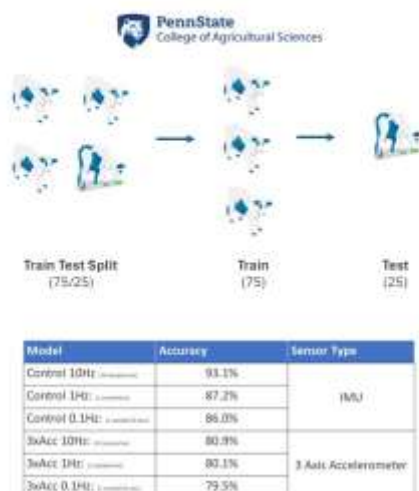 PennState
College of Agricultural Sciences
Train Test Split
(75/25)
Train
(75)
Test
(25)
Model Accuracy Sensor Type
Control 10Hz: 93.1%
Control 1Hz: 87.2% IMU
Control 0.1Hz: 86.0%
3xAcc 10Hz: 80.9%
3xAcc 1Hz: 80.1% 3 Axis Accelerometer
3xAcc 0.1Hz: 79.5%